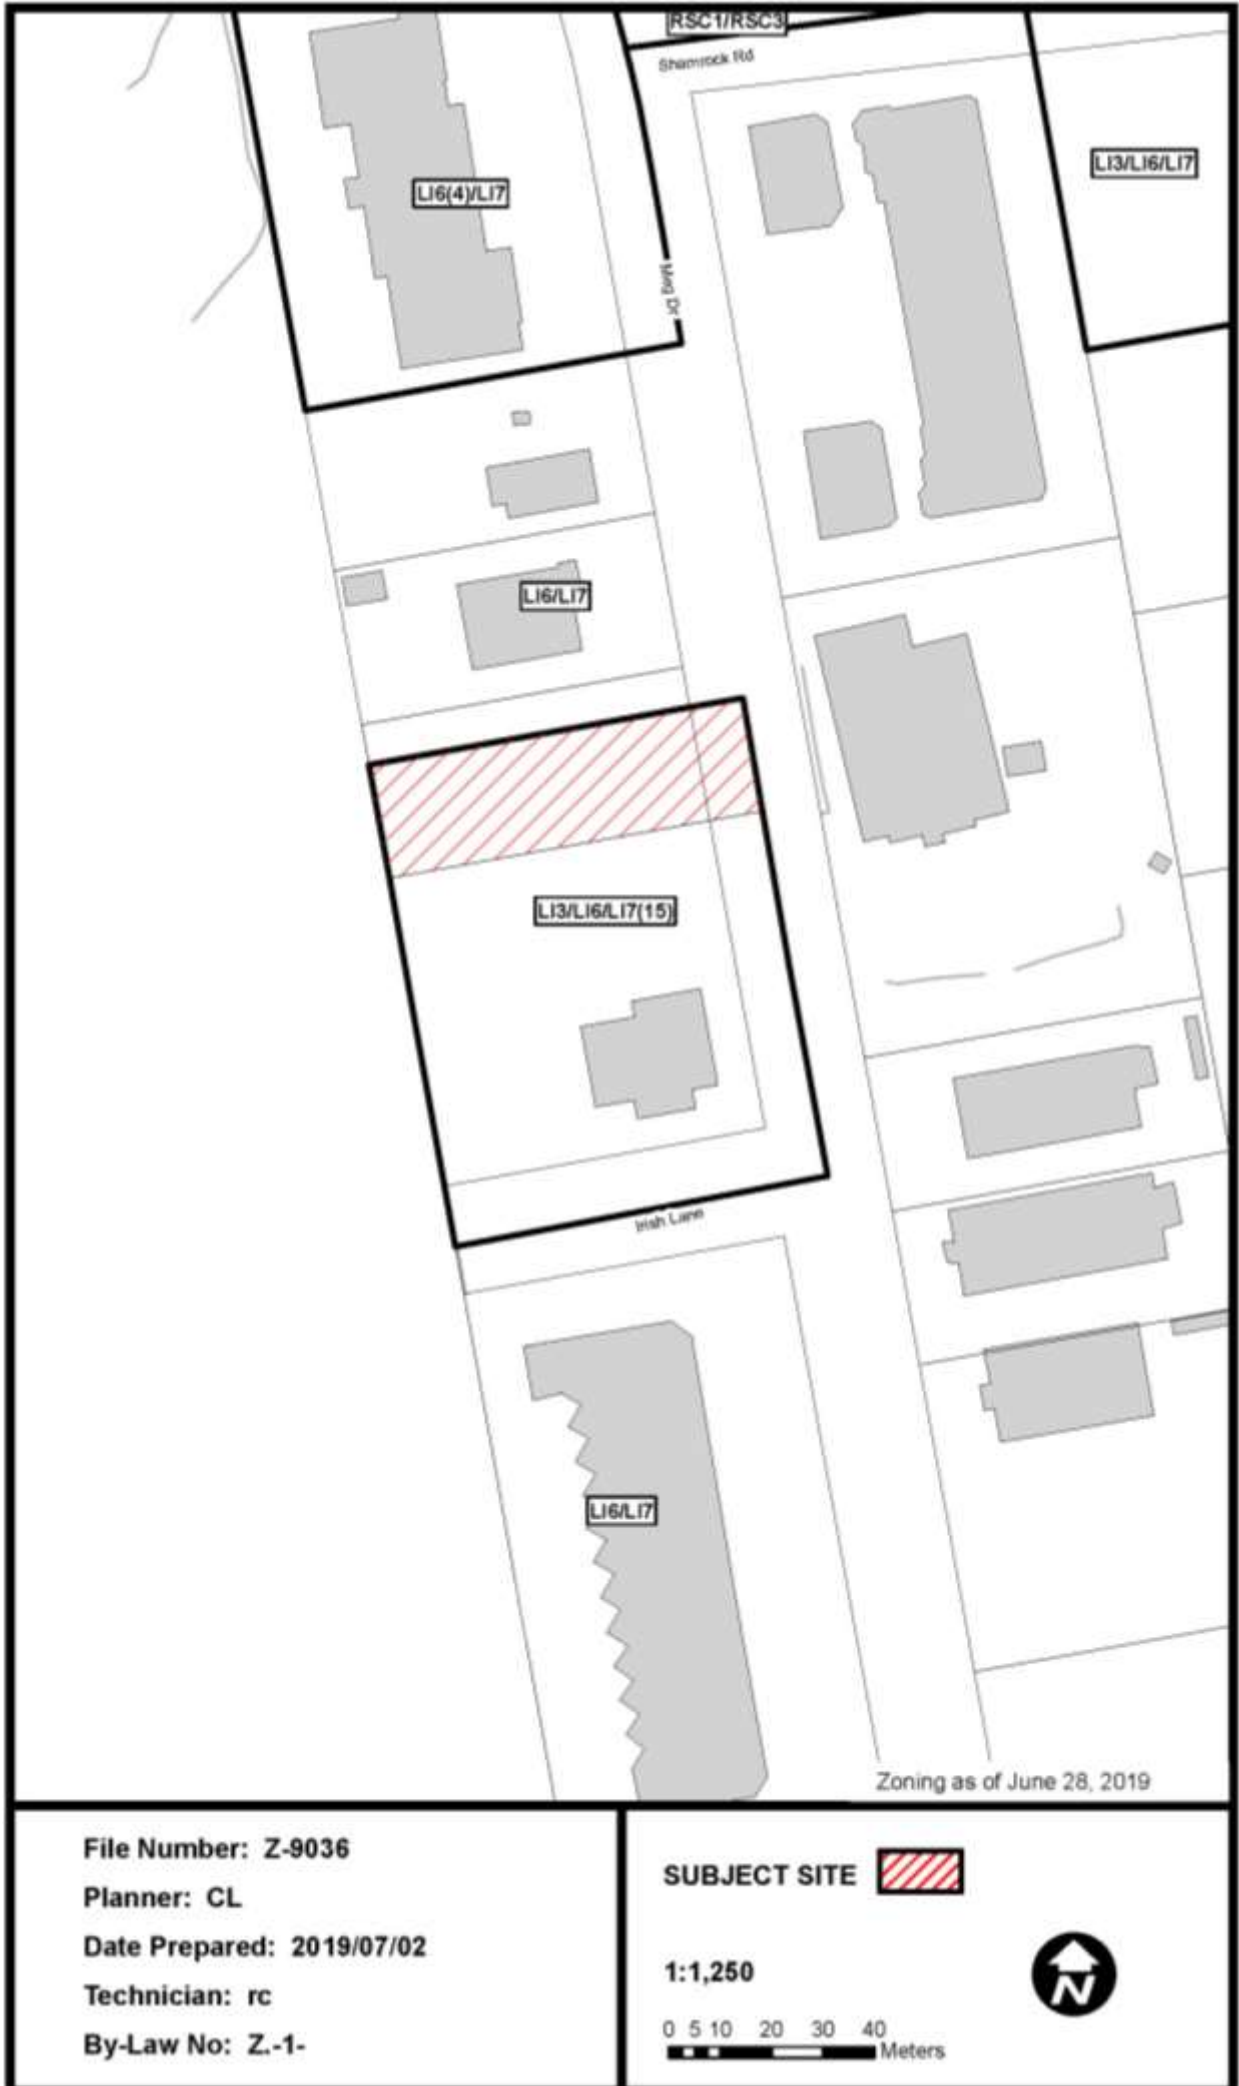 RSC1/RSC3
Shamrock Rd
LI3/LI6/LI7
LI6(4)/LI7
Meg Dr
LI6/LI7
LI3/LI6/LI7(15)
Irish Lane
LI6/LI7
Zoning as of June 28, 2019
File Number: Z-9036
Planner: CL
Date Prepared: 2019/07/02
Technician: rc
By-Law No: Z.-1-
SUBJECT SITE
1:1,250
N
0 5 10 20 30 40
Meters